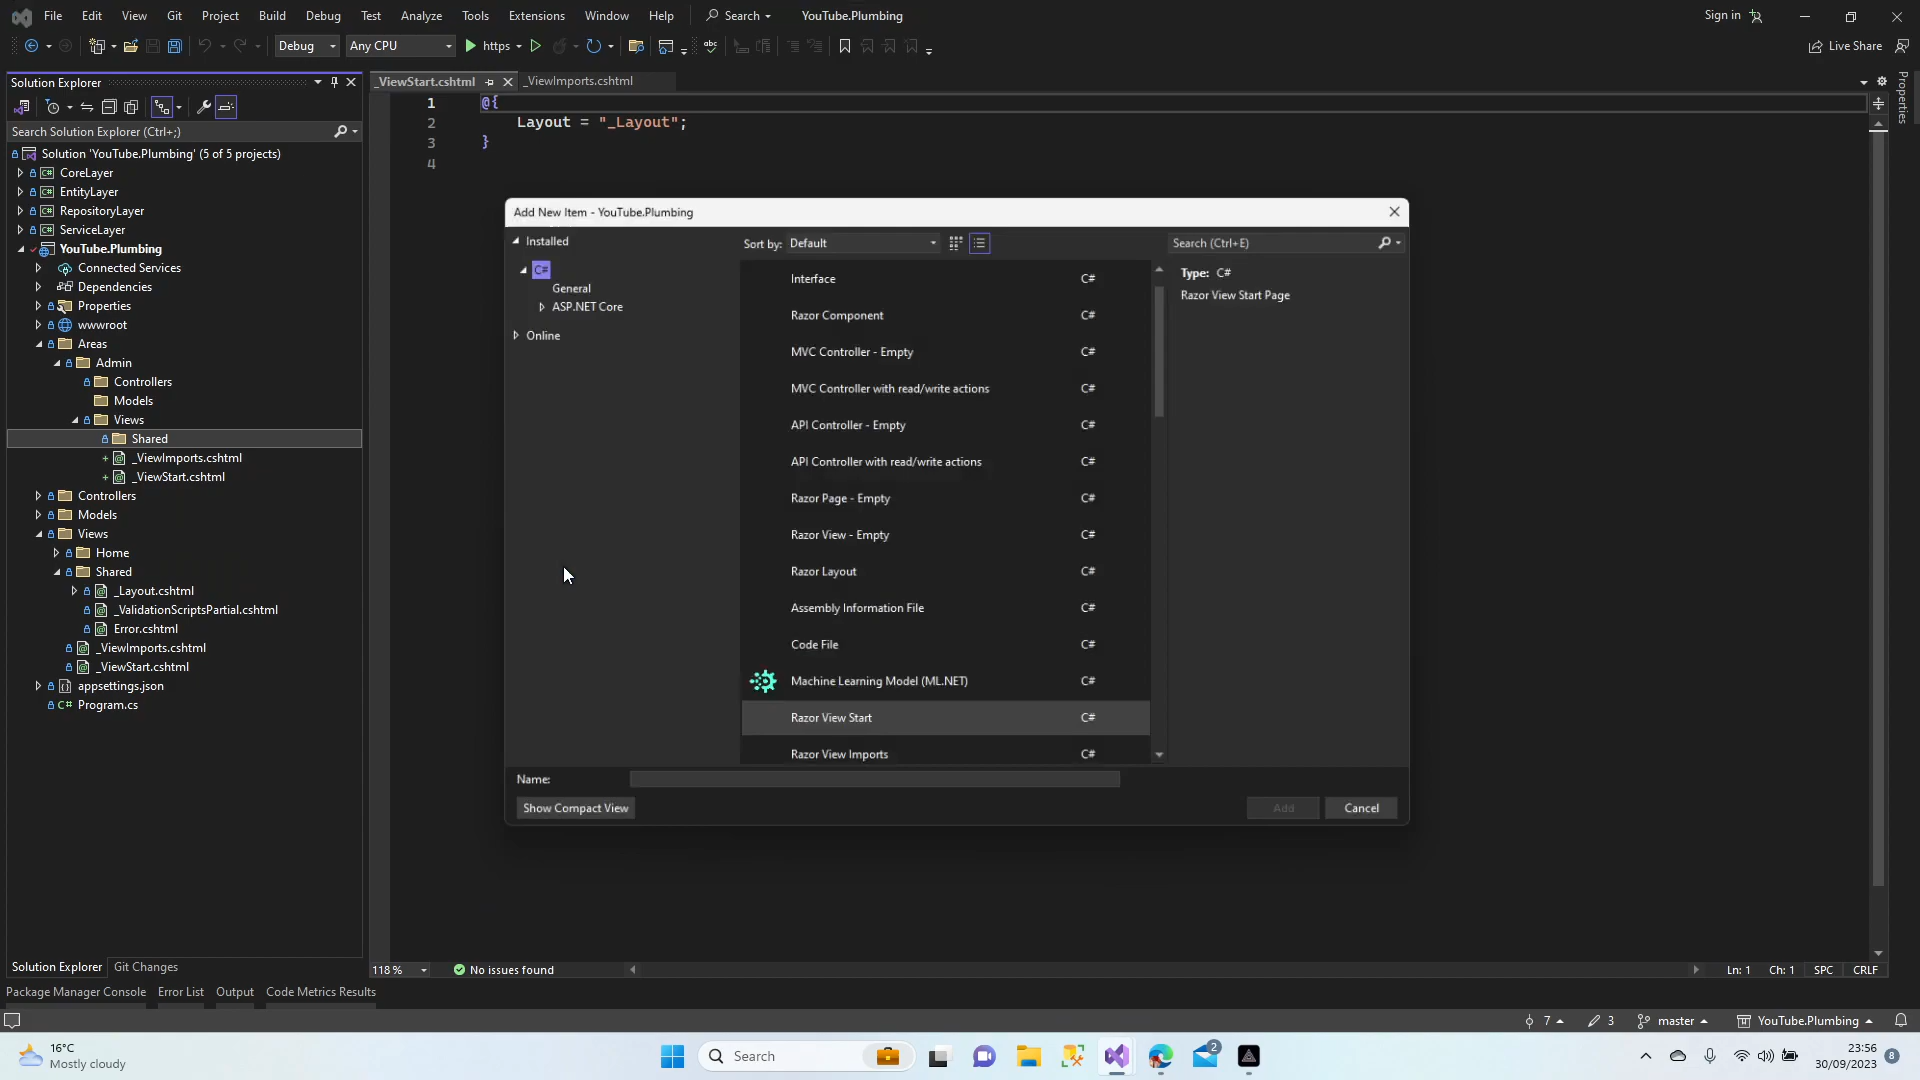 File Edit View Git Project Build Debug Test Analyze Tools Extensions Window Help Search YouTube.Plumbing Sign in
Debug Any CPU https Live Share
Solution Explorer
_ViewStart.cshtml
_ViewImports.cshtml
Properties
1 @{
2 Layout = "_Layout";
3 }
4
Search Solution Explorer (Ctrl+;)
Solution 'YouTube.Plumbing' (5 of 5 projects)
CoreLayer
EntityLayer
RepositoryLayer
ServiceLayer
YouTube.Plumbing
Connected Services
Dependencies
Properties
wwwroot
Areas
Admin
Controllers
Models
Views
Shared
_ViewImports.cshtml
_ViewStart.cshtml
Controllers
Models
Views
Home
Shared
_Layout.cshtml
_ValidationScriptsPartial.cshtml
Error.cshtml
_ViewImports.cshtml
_ViewStart.cshtml
appsettings.json
C# Program.cs
Add New Item - YouTube.Plumbing
Installed
C#
General
ASP.NET Core
Online
Sort by: Default
Search (Ctrl+E)
Interface C#
Razor Component C#
MVC Controller - Empty C#
MVC Controller with read/write actions C#
API Controller - Empty C#
API Controller with read/write actions C#
Razor Page - Empty C#
Razor View - Empty C#
Razor Layout C#
Assembly Information File C#
Code File C#
Machine Learning Model (ML.NET) C#
Razor View Start C#
Razor View Imports C#
Type: C#
Razor View Start Page
Name:
Show Compact View
Add
Cancel
118 % No issues found Ln: 1 Ch: 1 SPC CRLF
Solution Explorer Git Changes
Package Manager Console Error List Output Code Metrics Results
7 3 master YouTube.Plumbing
16°C
Mostly cloudy
Search
2
23:56
30/09/2023
8